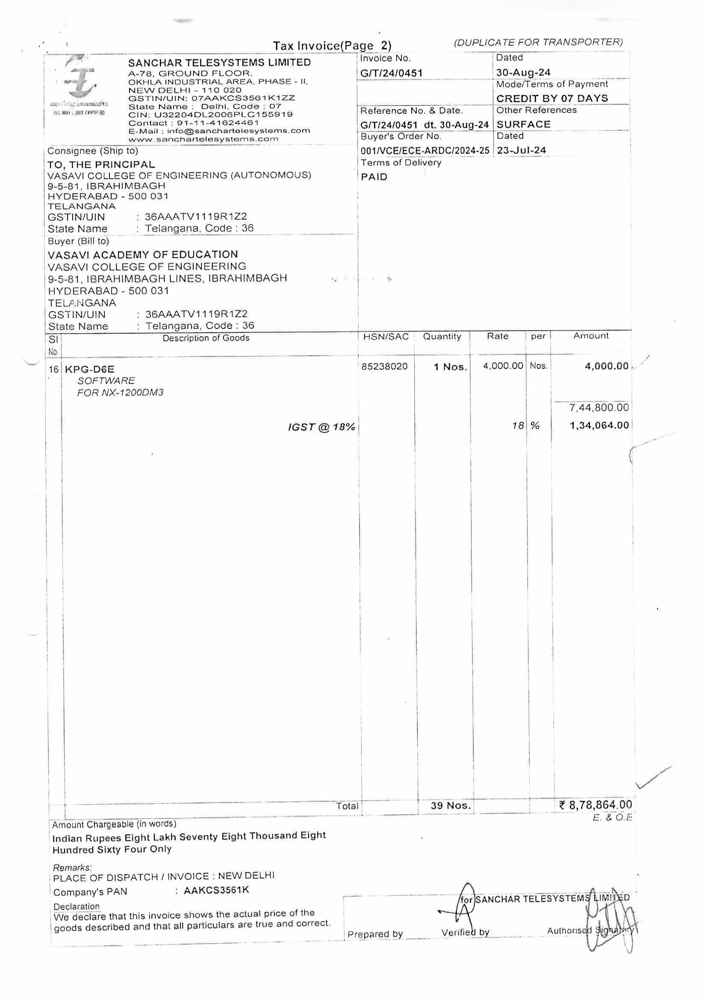 Tax Invoice(Page 2)
(DUPLICATE FOR TRANSPORTER)
ISO 9001 : 2008 CERTIFIED
SANCHAR TELESYSTEMS LIMITED
A-78, GROUND FLOOR,
OKHLA INDUSTRIAL AREA, PHASE - II,
NEW DELHI - 110 020
GSTIN/UIN: 07AAKCS3561K1ZZ
State Name : Delhi, Code : 07
CIN: U32204DL2006PLC155919
Contact : 91-11-41624461
E-Mail : info@sanchartelesystems.com
www.sanchartelesystems.com
Invoice No.
G/T/24/0451
Dated
30-Aug-24
Mode/Terms of Payment
CREDIT BY 07 DAYS
Reference No. & Date.
G/T/24/0451 dt. 30-Aug-24
Other References
SURFACE
Buyer's Order No.
001/VCE/ECE-ARDC/2024-25
Dated
23-Jul-24
Terms of Delivery
PAID
Consignee (Ship to)
TO, THE PRINCIPAL
VASAVI COLLEGE OF ENGINEERING (AUTONOMOUS)
9-5-81, IBRAHIMBAGH
HYDERABAD - 500 031
TELANGANA
GSTIN/UIN : 36AAATV1119R1Z2
State Name : Telangana, Code : 36
Buyer (Bill to)
VASAVI ACADEMY OF EDUCATION
VASAVI COLLEGE OF ENGINEERING
9-5-81, IBRAHIMBAGH LINES, IBRAHIMBAGH
HYDERABAD - 500 031
TELANGANA
GSTIN/UIN : 36AAATV1119R1Z2
State Name : Telangana, Code : 36
SI No. Description of Goods HSN/SAC Quantity Rate per Amount
16 KPG-D6E 85238020 1 Nos. 4,000.00 Nos. 4,000.00
SOFTWARE
FOR NX-1200DM3
7,44,800.00
IGST @ 18% 18 % 1,34,064.00
Total 39 Nos. ₹ 8,78,864.00
E. & O.E
Amount Chargeable (in words)
Indian Rupees Eight Lakh Seventy Eight Thousand Eight
Hundred Sixty Four Only
Remarks:
PLACE OF DISPATCH / INVOICE : NEW DELHI
Company's PAN : AAKCS3561K
Declaration
We declare that this invoice shows the actual price of the
goods described and that all particulars are true and correct.
for SANCHAR TELESYSTEMS LIMITED
Prepared by Verified by Authorised Signatory